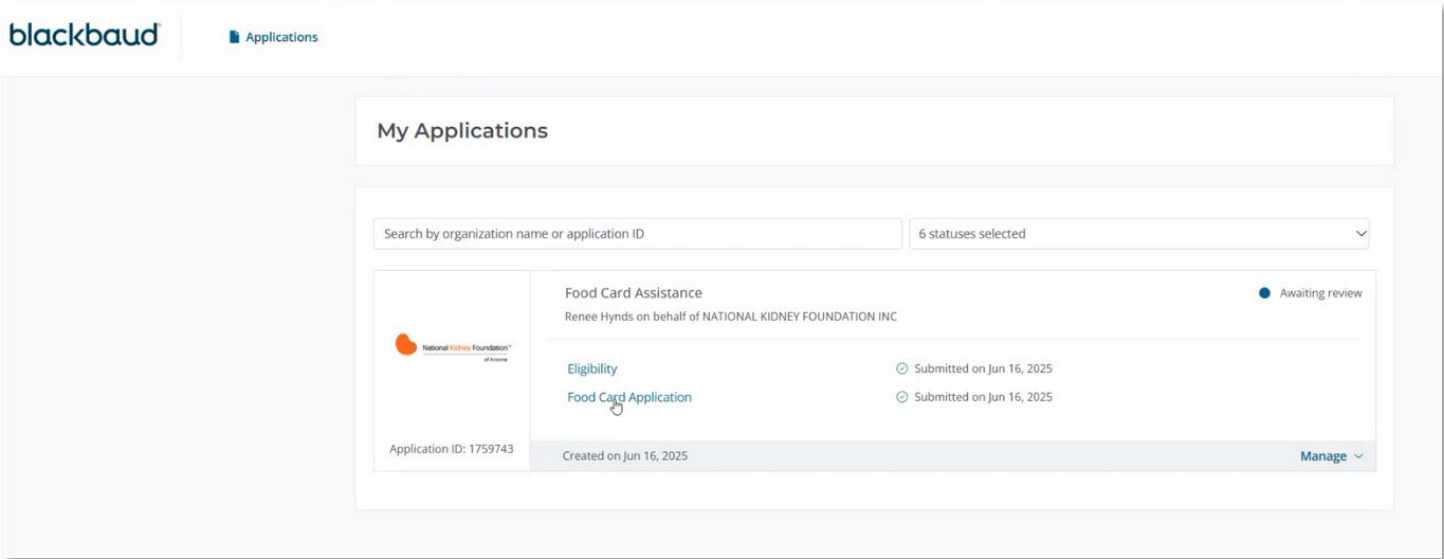 blackbaud
Applications
My Applications
Search by organization name or application ID
6 statuses selected
Food Card Assistance
Awaiting review
Renee Hynds on behalf of NATIONAL KIDNEY FOUNDATION INC
National Kidney Foundation™
of Arizona
Eligibility
Submitted on Jun 16, 2025
Food Card Application
Submitted on Jun 16, 2025
Application ID: 1759743
Created on Jun 16, 2025
Manage